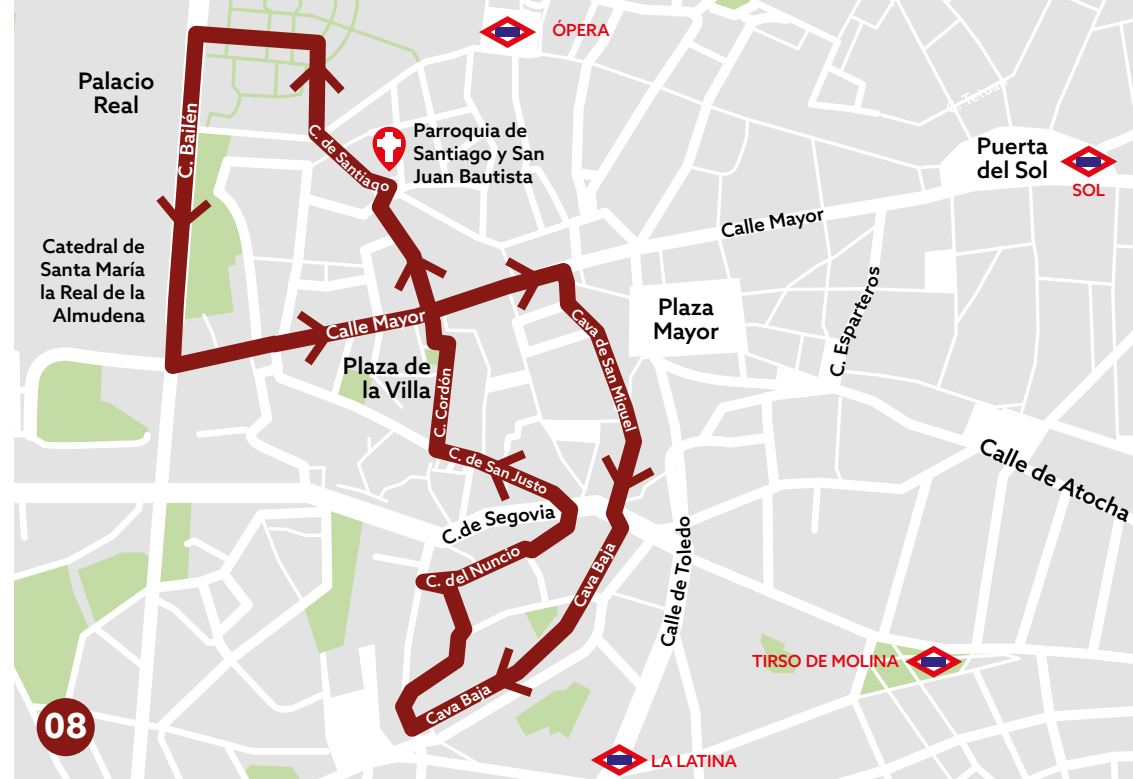 ÓPERA
Palacio
Real
C. Bailén
C. de Santiago
Parroquia de
Santiago y San
Juan Bautista
C. Tetuán
Puerta
del Sol
SOL
Calle Mayor
Catedral de
Santa María
la Real de la
Almudena
Calle Mayor
Plaza
Mayor
C. Esparteros
Cava de San Miquel
Plaza de
la Villa
C. Cordón
C. de San Justo
C.de Segovia
Calle de Atocha
C. del Nuncio
Cava Baja
Calle de Toledo
TIRSO DE MOLINA
Cava Baja
08
LA LATINA